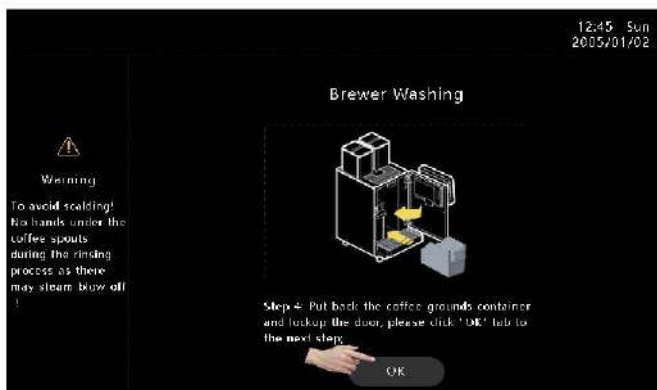 12:45 Sun
2005/01/02
Brewer Washing
Warning
To avoid scalding!
No hands under the
coffee spouts
during the rinsing
process as there
may steam blow off
!
Step 4: Put back the coffee grounds container
and lockup the door, please click "OK" tab to
the next step;
OK